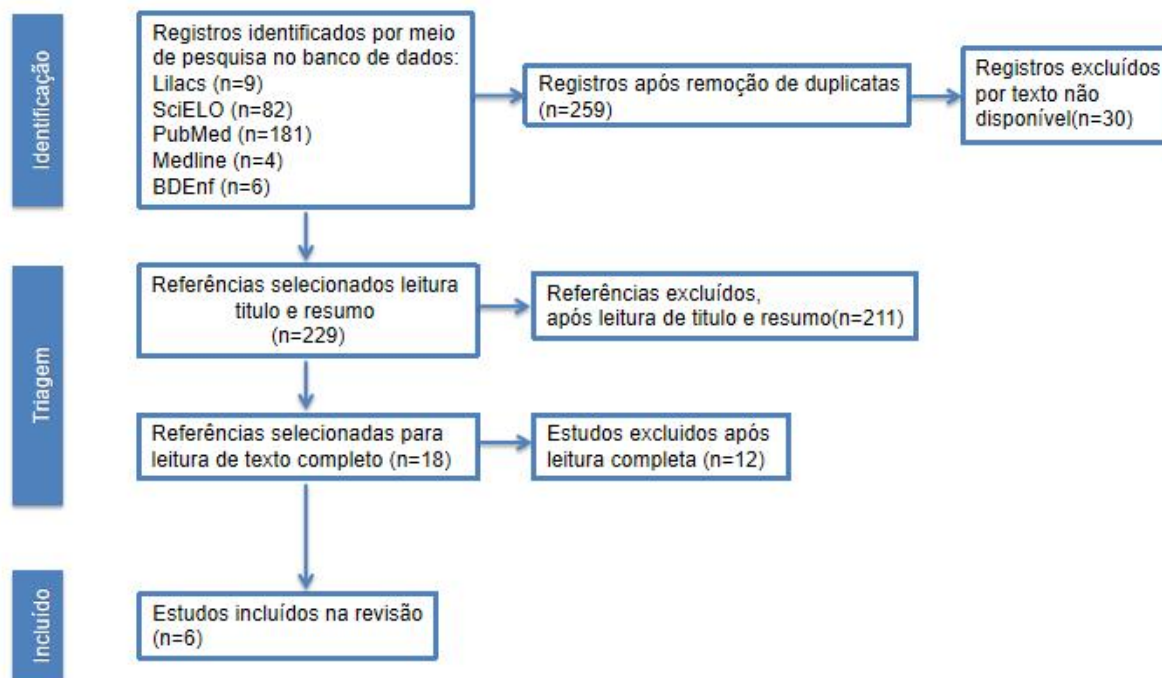 Identificação
Registros identificados por meio
de pesquisa no banco de dados:
Lilacs (n=9)
SciELO (n=82)
PubMed (n=181)
Medline (n=4)
BDEnf (n=6)
Registros após remoção de duplicatas
(n=259)
Registros excluídos
por texto não
disponível(n=30)
Triagem
Referências selecionados leitura
titulo e resumo
(n=229)
Referências excluídos,
após leitura de titulo e resumo(n=211)
Referências selecionadas para
leitura de texto completo (n=18)
Estudos excluidos após
leitura completa (n=12)
Incluído
Estudos incluídos na revisão
(n=6)